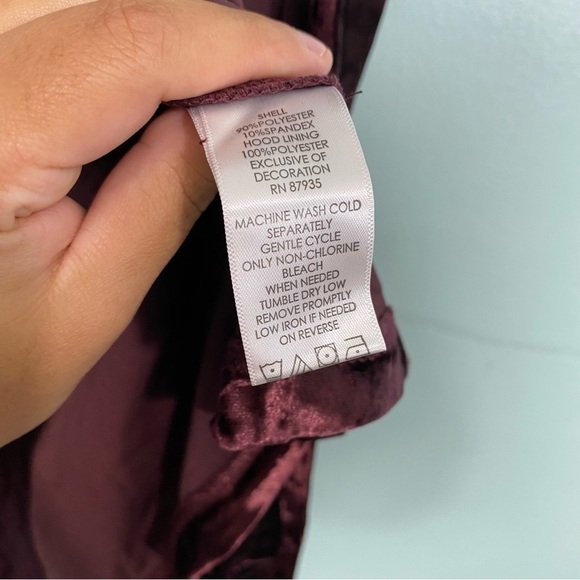 SHELL
90%POLYESTER
10%SPANDEX
HOOD LINING
100%POLYESTER
EXCLUSIVE OF
DECORATION
RN 87935
MACHINE WASH COLD
SEPARATELY
GENTLE CYCLE
ONLY NON-CHLORINE
BLEACH
WHEN NEEDED
TUMBLE DRY LOW
REMOVE PROMPTLY
LOW IRON IF NEEDED
ON REVERSE